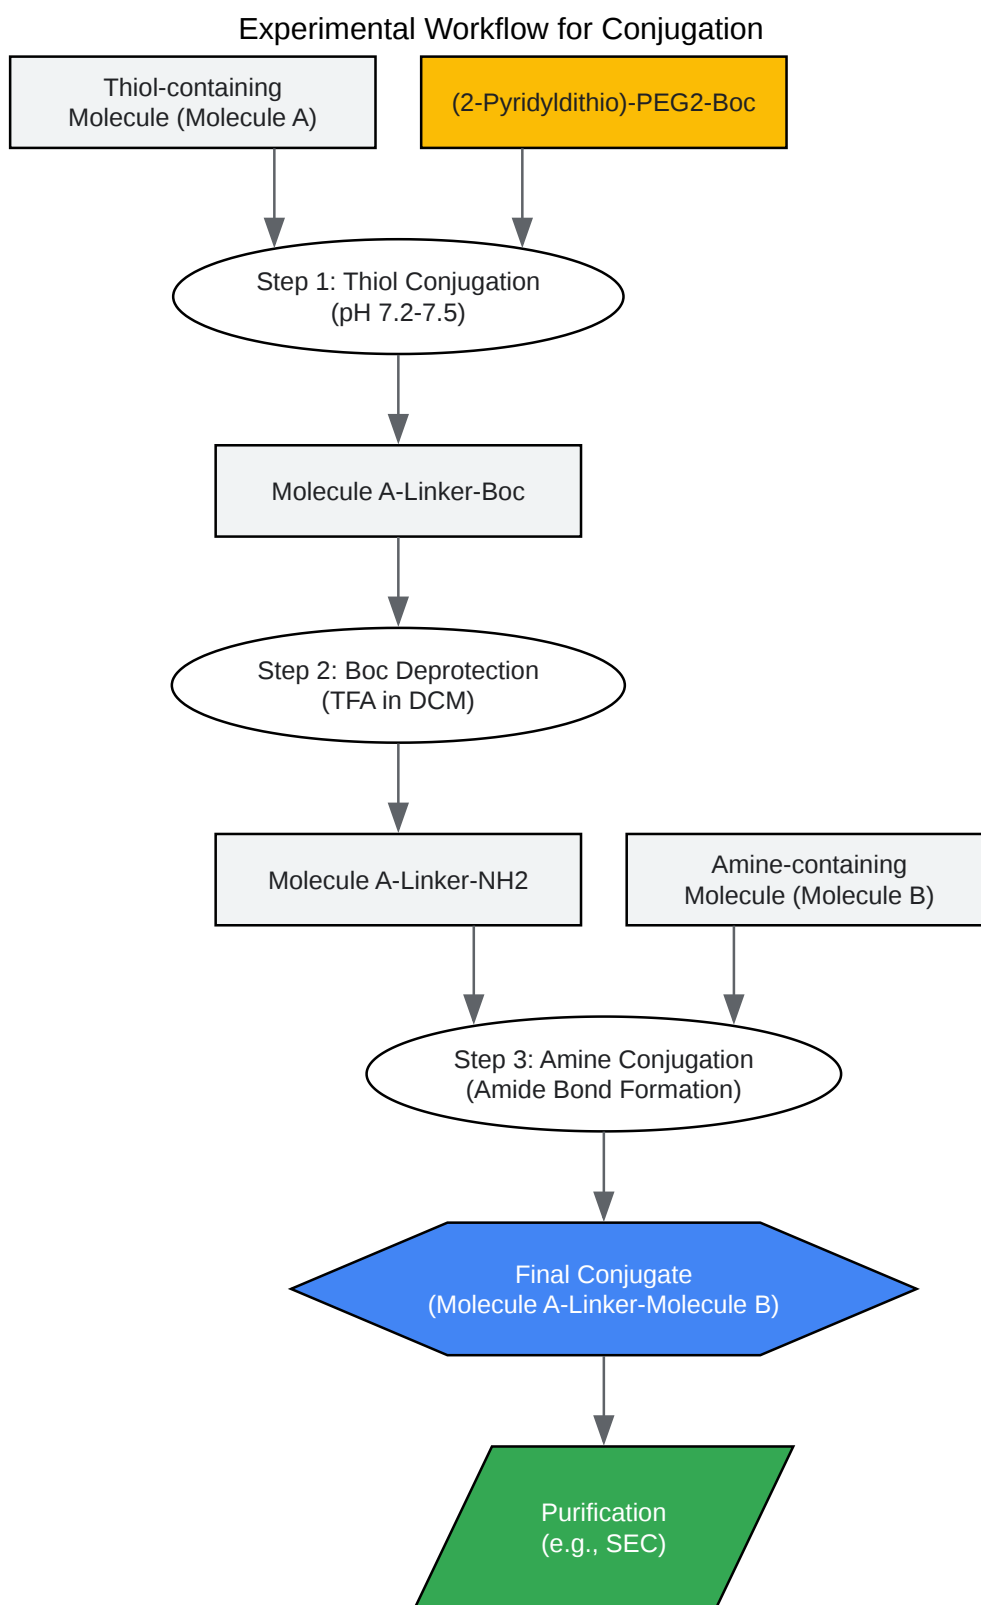 Experimental Workflow for Conjugation
Thiol-containing
Molecule (Molecule A)
(2-Pyridyldithio)-PEG2-Boc
Step 1: Thiol Conjugation
(pH 7.2-7.5)
Molecule A-Linker-Boc
Step 2: Boc Deprotection
(TFA in DCM)
Molecule A-Linker-NH2
Amine-containing
Molecule (Molecule B)
Step 3: Amine Conjugation
(Amide Bond Formation)
Final Conjugate
(Molecule A-Linker-Molecule B)
Purification
(e.g., SEC)